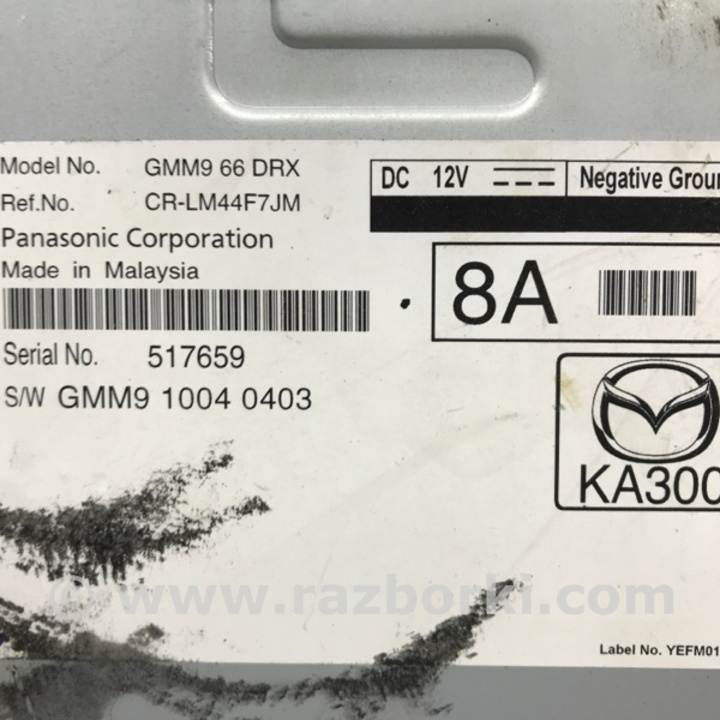 Model No. GMM9 66 DRX
Ref.No. CR-LM44F7JM
Panasonic Corporation
Made in Malaysia
Serial No. 517659
S/W GMM9 1004 0403
DC 12V Negative Groun
8A
KA300
Label No. YEFM01
© www.razborki.com